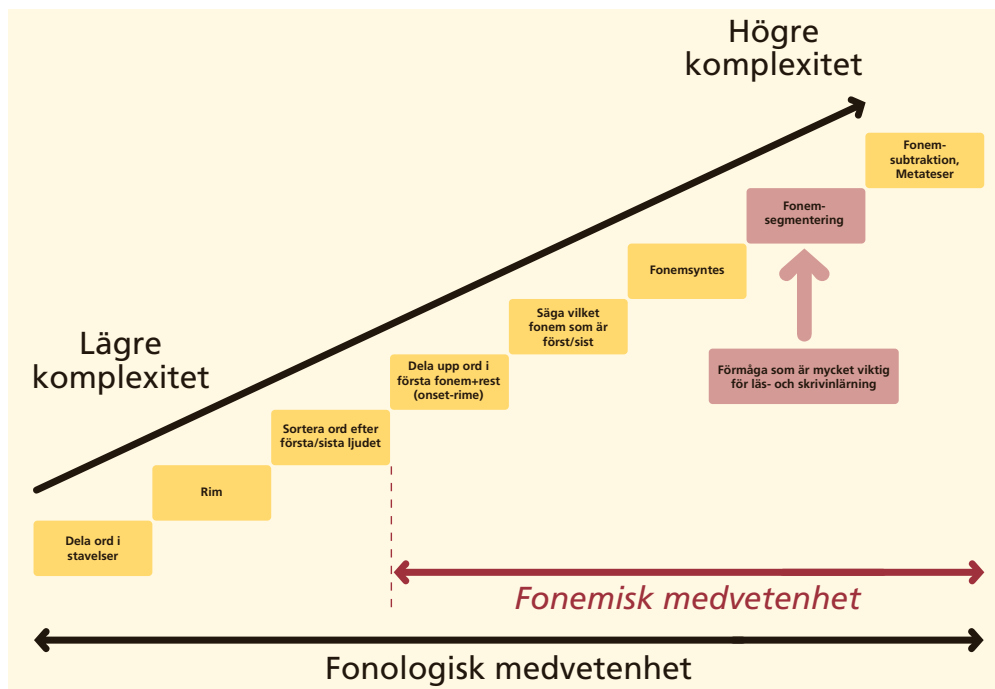 Högre
komplexitet
Fonem-
subtraktion,
Metateser
Fonem-
segmentering
Fonemsyntes
Säga vilket
fonem som är
först/sist
Lägre
komplexitet
Dela upp ord i
första fonem+rest
(onset-rime)
Förmåga som är mycket viktig
för läs- och skrivinlärning
Sortera ord efter
första/sista ljudet
Rim
Dela ord i
stavelser
Fonemisk medvetenhet
Fonologisk medvetenhet